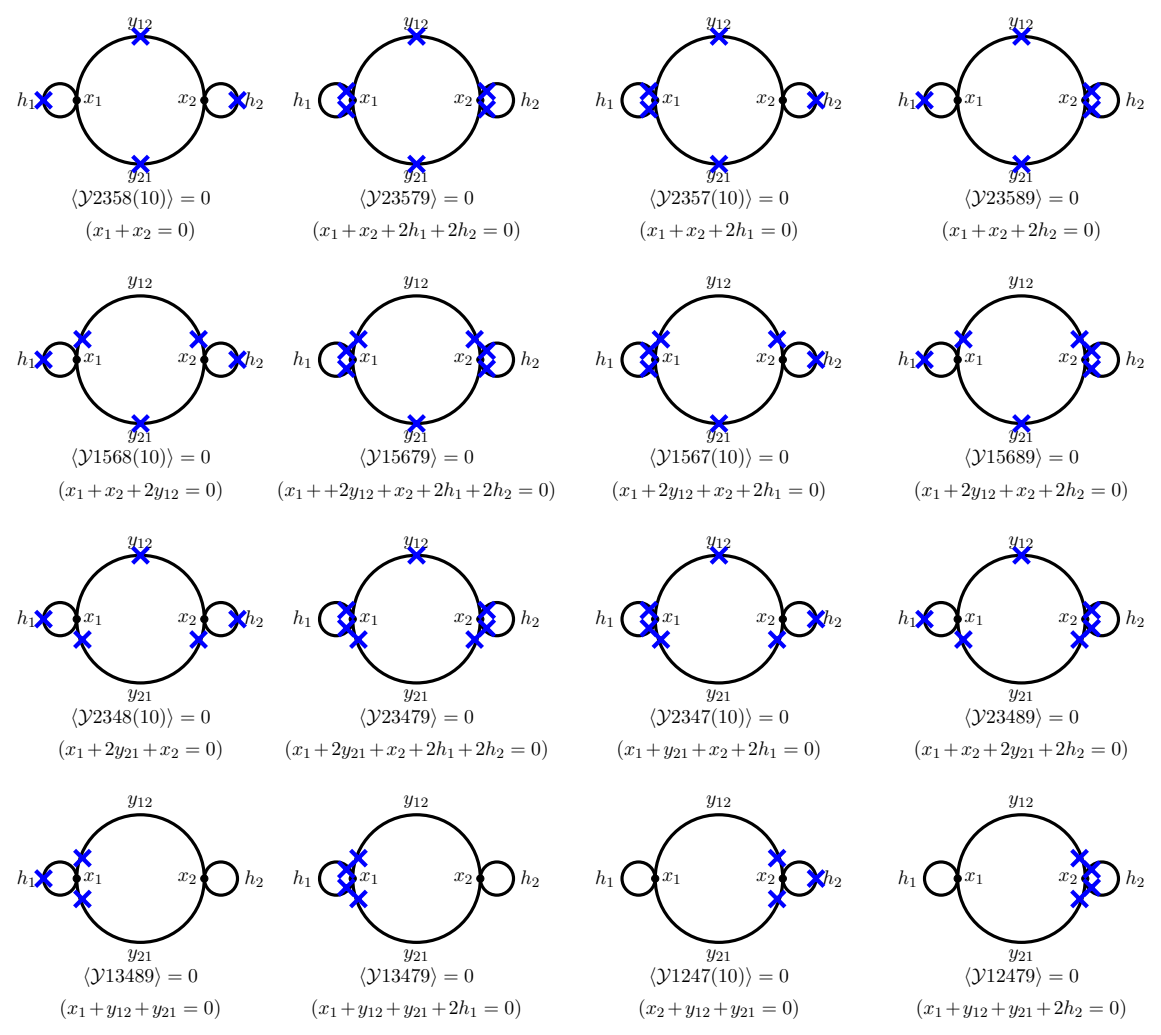 y₁₂ y₁₂ y₁₂ y₁₂
h₁ x₁ x₂ h₂ h₁ x₁ x₂ h₂ h₁ x₁ x₂ h₂ h₁ x₁ x₂ h₂
y₂₁ y₂₁ y₂₁ y₂₁
⟨𝒴2358(10)⟩ = 0 ⟨𝒴23579⟩ = 0 ⟨𝒴2357(10)⟩ = 0 ⟨𝒴23589⟩ = 0
(x₁+x₂ = 0) (x₁+x₂+2h₁+2h₂ = 0) (x₁+x₂+2h₁ = 0) (x₁+x₂+2h₂ = 0)
y₁₂ y₁₂ y₁₂ y₁₂
h₁ x₁ x₂ h₂ h₁ x₁ x₂ h₂ h₁ x₁ x₂ h₂ h₁ x₁ x₂ h₂
y₂₁ y₂₁ y₂₁ y₂₁
⟨𝒴1568(10)⟩ = 0 ⟨𝒴15679⟩ = 0 ⟨𝒴1567(10)⟩ = 0 ⟨𝒴15689⟩ = 0
(x₁+x₂+2y₁₂ = 0) (x₁++2y₁₂+x₂+2h₁+2h₂ = 0) (x₁+2y₁₂+x₂+2h₁ = 0) (x₁+2y₁₂+x₂+2h₂ = 0)
y₁₂ y₁₂ y₁₂ y₁₂
h₁ x₁ x₂ h₂ h₁ x₁ x₂ h₂ h₁ x₁ x₂ h₂ h₁ x₁ x₂ h₂
y₂₁ y₂₁ y₂₁ y₂₁
⟨𝒴2348(10)⟩ = 0 ⟨𝒴23479⟩ = 0 ⟨𝒴2347(10)⟩ = 0 ⟨𝒴23489⟩ = 0
(x₁+2y₂₁+x₂ = 0) (x₁+2y₂₁+x₂+2h₁+2h₂ = 0) (x₁+y₂₁+x₂+2h₁ = 0) (x₁+x₂+2y₂₁+2h₂ = 0)
y₁₂ y₁₂ y₁₂ y₁₂
h₁ x₁ x₂ h₂ h₁ x₁ x₂ h₂ h₁ x₁ x₂ h₂ h₁ x₁ x₂ h₂
y₂₁ y₂₁ y₂₁ y₂₁
⟨𝒴13489⟩ = 0 ⟨𝒴13479⟩ = 0 ⟨𝒴1247(10)⟩ = 0 ⟨𝒴12479⟩ = 0
(x₁+y₁₂+y₂₁ = 0) (x₁+y₁₂+y₂₁+2h₁ = 0) (x₂+y₁₂+y₂₁ = 0) (x₁+y₁₂+y₂₁+2h₂ = 0)